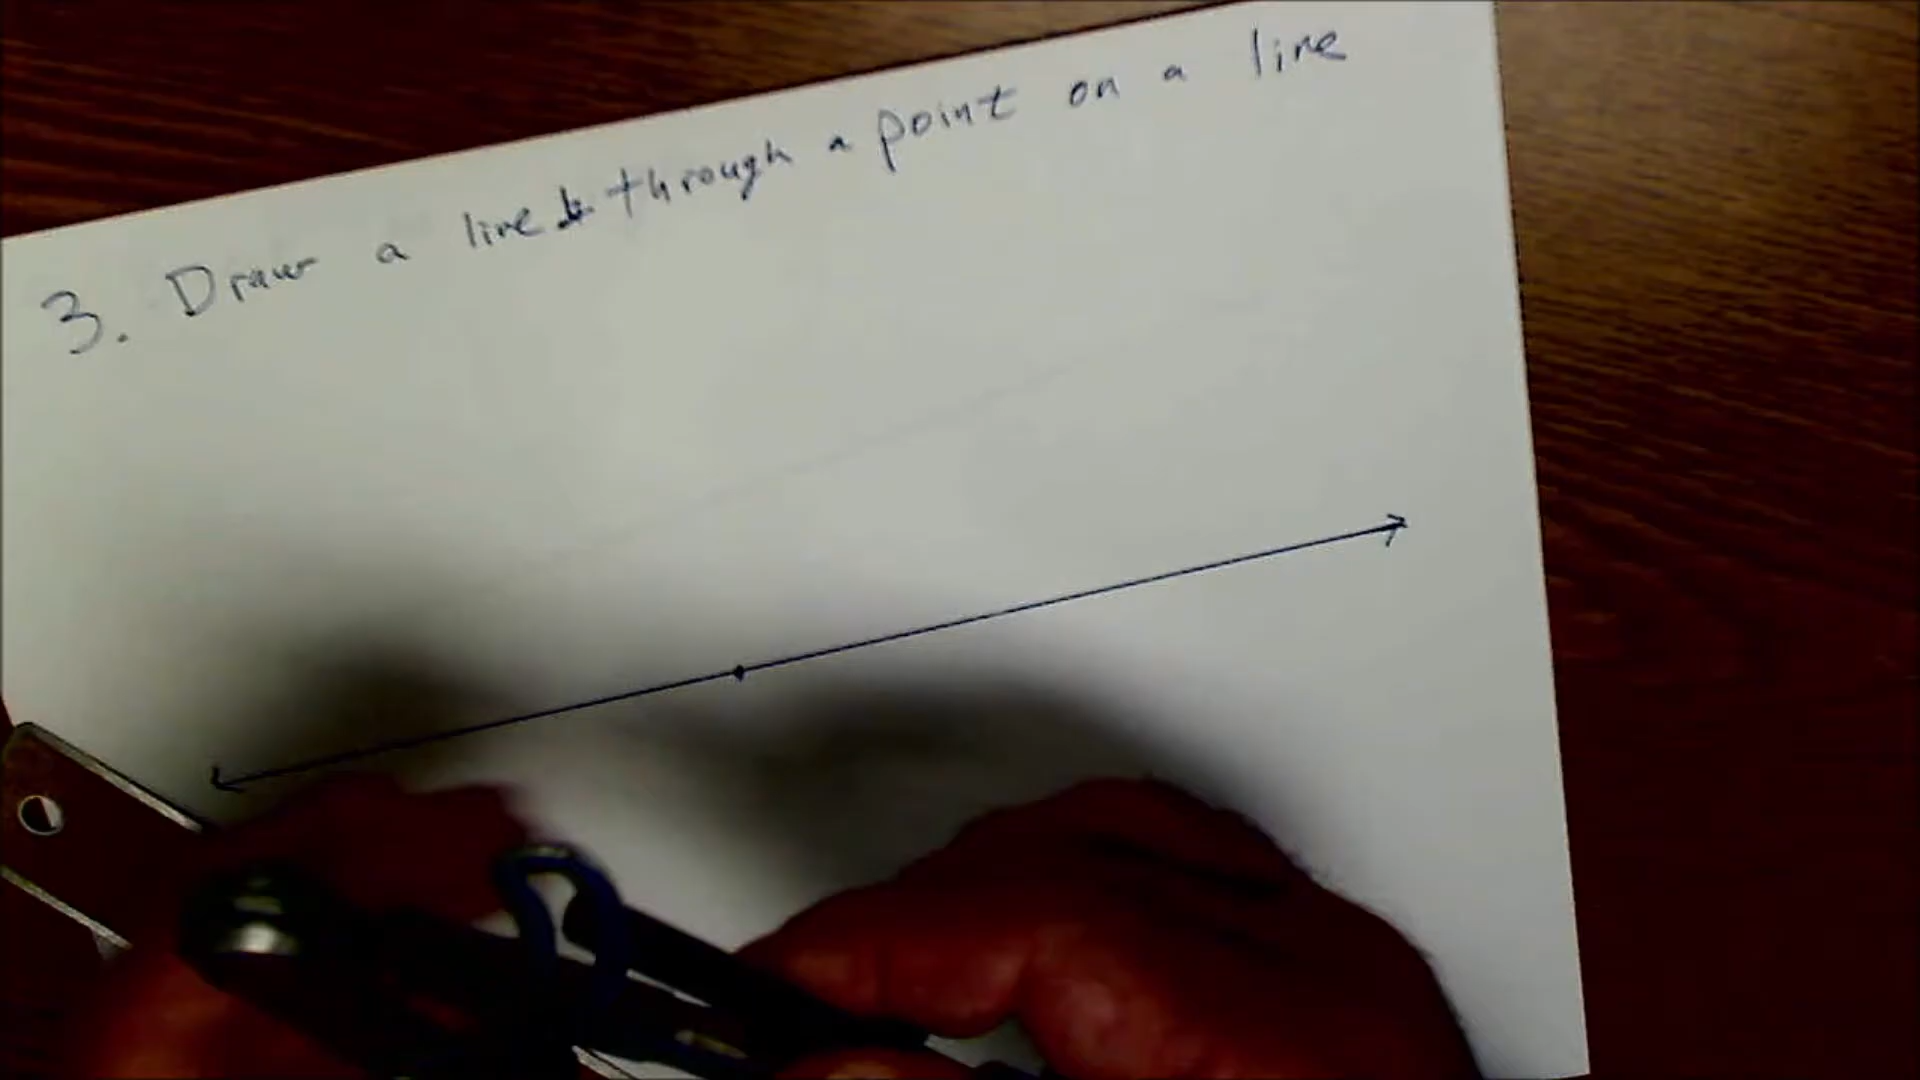 3. Draw a line through a point on a line